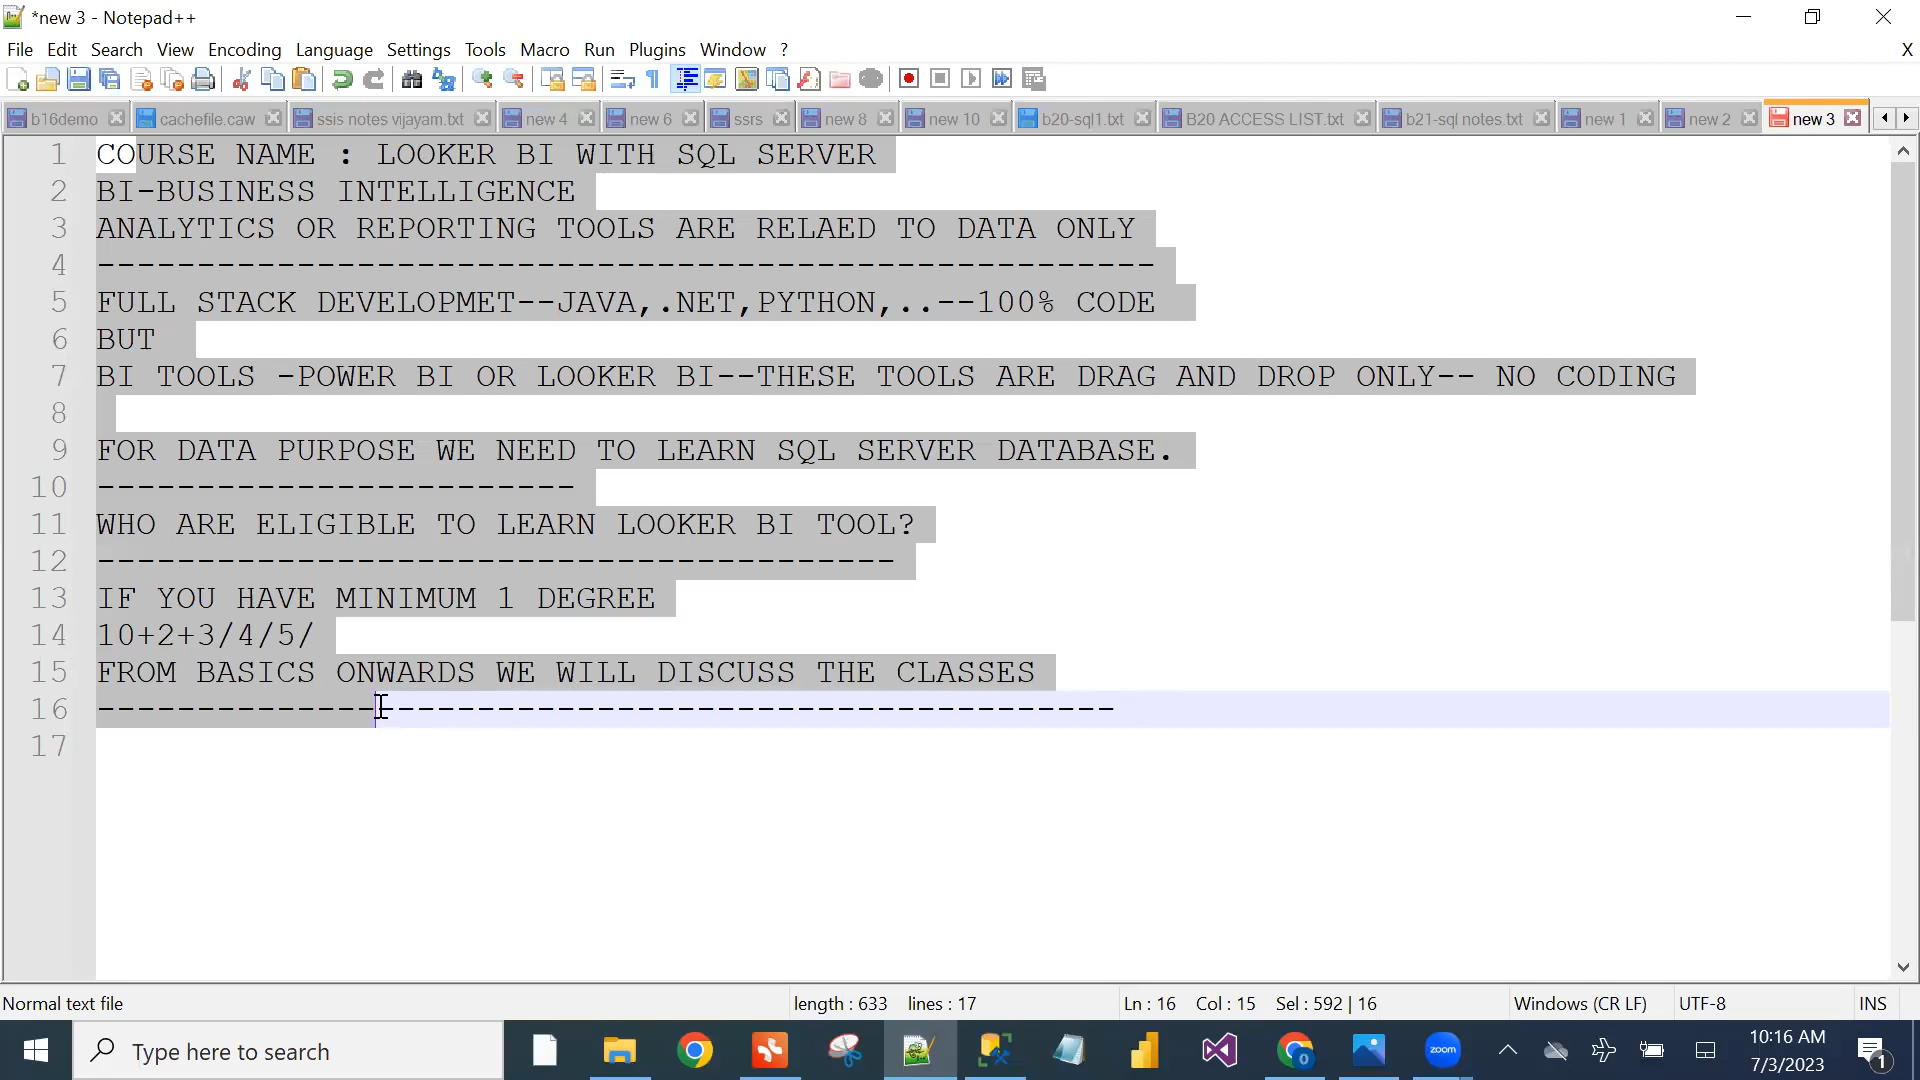 *new 3 - Notepad++
File Edit Search View Encoding Language Settings Tools Macro Run Plugins Window ? X
b16demo cachefile.caw ssis notes vijayam.txt new 4 new 6 ssrs new 8 new 10 b20-sql1.txt B20 ACCESS LIST.txt b21-sql notes.txt new 1 new 2 new 3
1 COURSE NAME : LOOKER BI WITH SQL SERVER
2 BI-BUSINESS INTELLIGENCE
3 ANALYTICS OR REPORTING TOOLS ARE RELAED TO DATA ONLY
4 -----------------------------------------------------
5 FULL STACK DEVELOPMET--JAVA,.NET,PYTHON,..--100% CODE
6 BUT
7 BI TOOLS -POWER BI OR LOOKER BI--THESE TOOLS ARE DRAG AND DROP ONLY-- NO CODING
8
9 FOR DATA PURPOSE WE NEED TO LEARN SQL SERVER DATABASE.
10 ------------------------
11 WHO ARE ELIGIBLE TO LEARN LOOKER BI TOOL?
12 ----------------------------------------
13 IF YOU HAVE MINIMUM 1 DEGREE
14 10+2+3/4/5/
15 FROM BASICS ONWARDS WE WILL DISCUSS THE CLASSES
16 ---------------------------------------------------
17
Normal text file length : 633 lines : 17 Ln : 16 Col : 15 Sel : 592 | 16 Windows (CR LF) UTF-8 INS
Type here to search
zoom
10:16 AM
7/3/2023
1